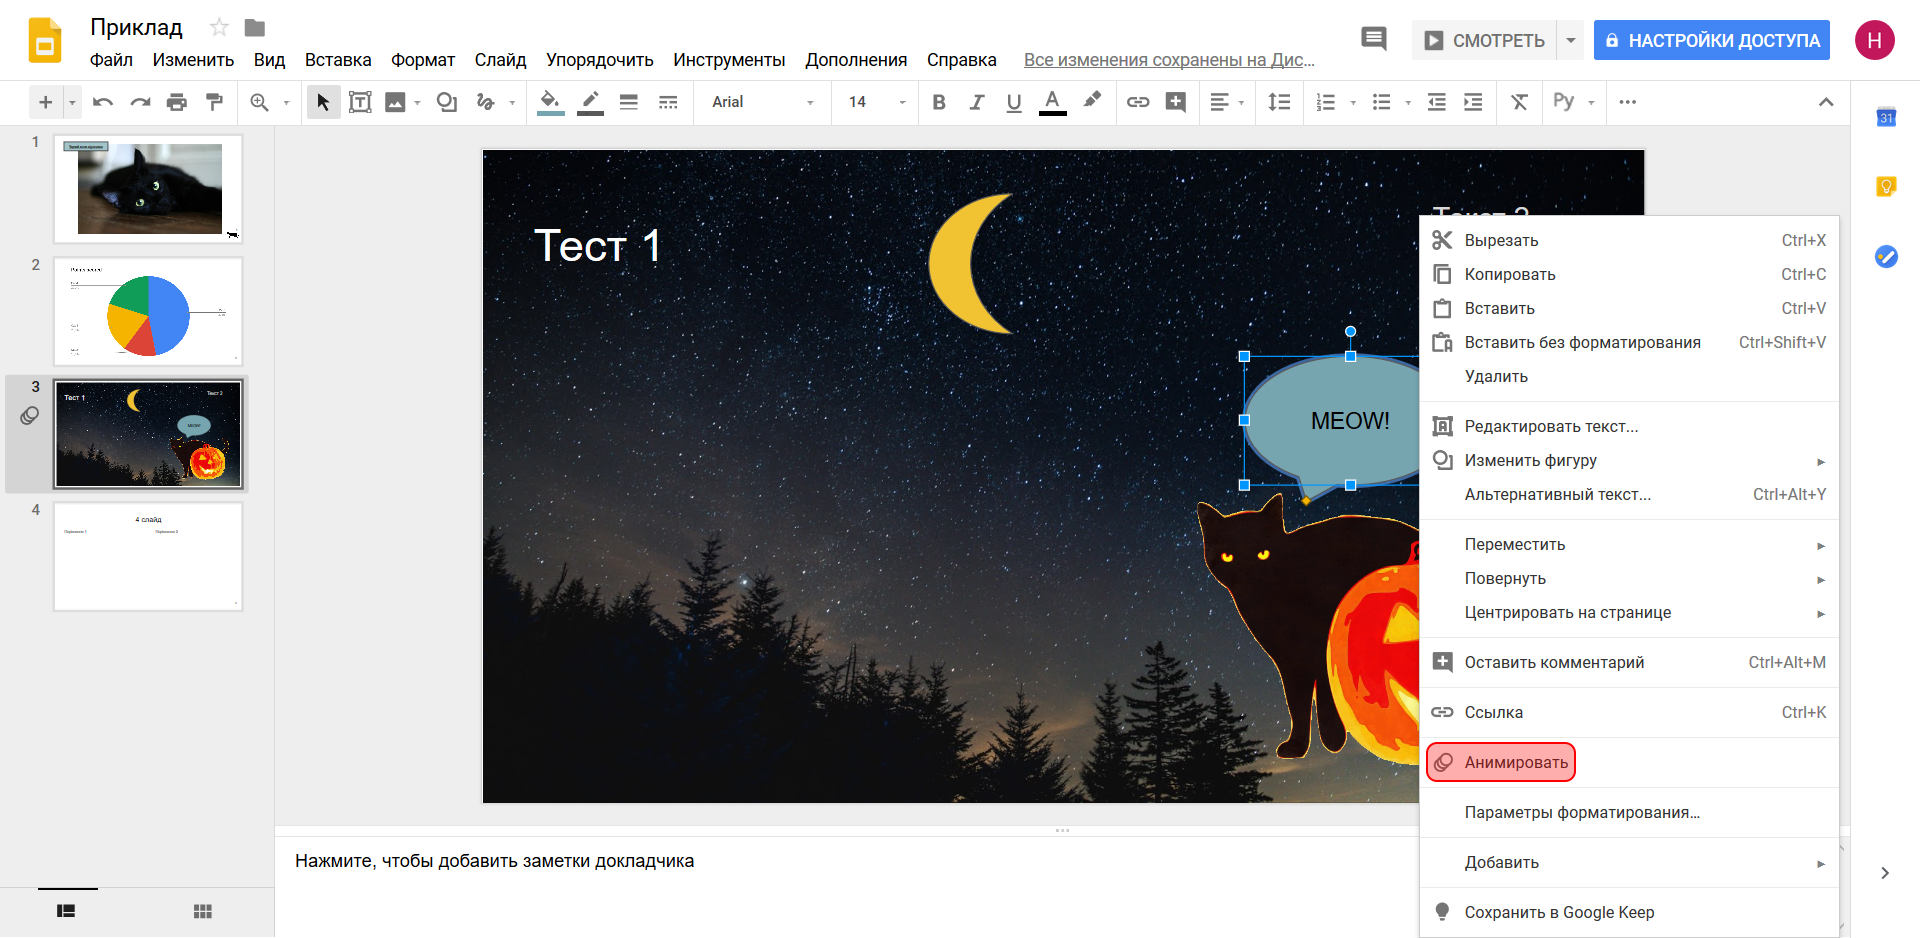 Приклад
Файл Изменить Вид Вставка Формат Слайд Упорядочить Инструменты Дополнения Справка Все изменения сохранены на Дис...
СМОТРЕТЬ
НАСТРОЙКИ ДОСТУПА
H
Arial 14
Py
31
1
2
3
Тест 1
Текст 2
MEOW!
4
4 слайд
Тест 1
MEOW!
Вырезать Ctrl+X
Копировать Ctrl+C
Вставить Ctrl+V
Вставить без форматирования Ctrl+Shift+V
Удалить
Редактировать текст...
Изменить фигуру
Альтернативный текст... Ctrl+Alt+Y
Переместить
Повернуть
Центрировать на странице
Оставить комментарий Ctrl+Alt+M
Ссылка Ctrl+K
Анимировать
Параметры форматирования...
Добавить
Сохранить в Google Keep
Нажмите, чтобы добавить заметки докладчика